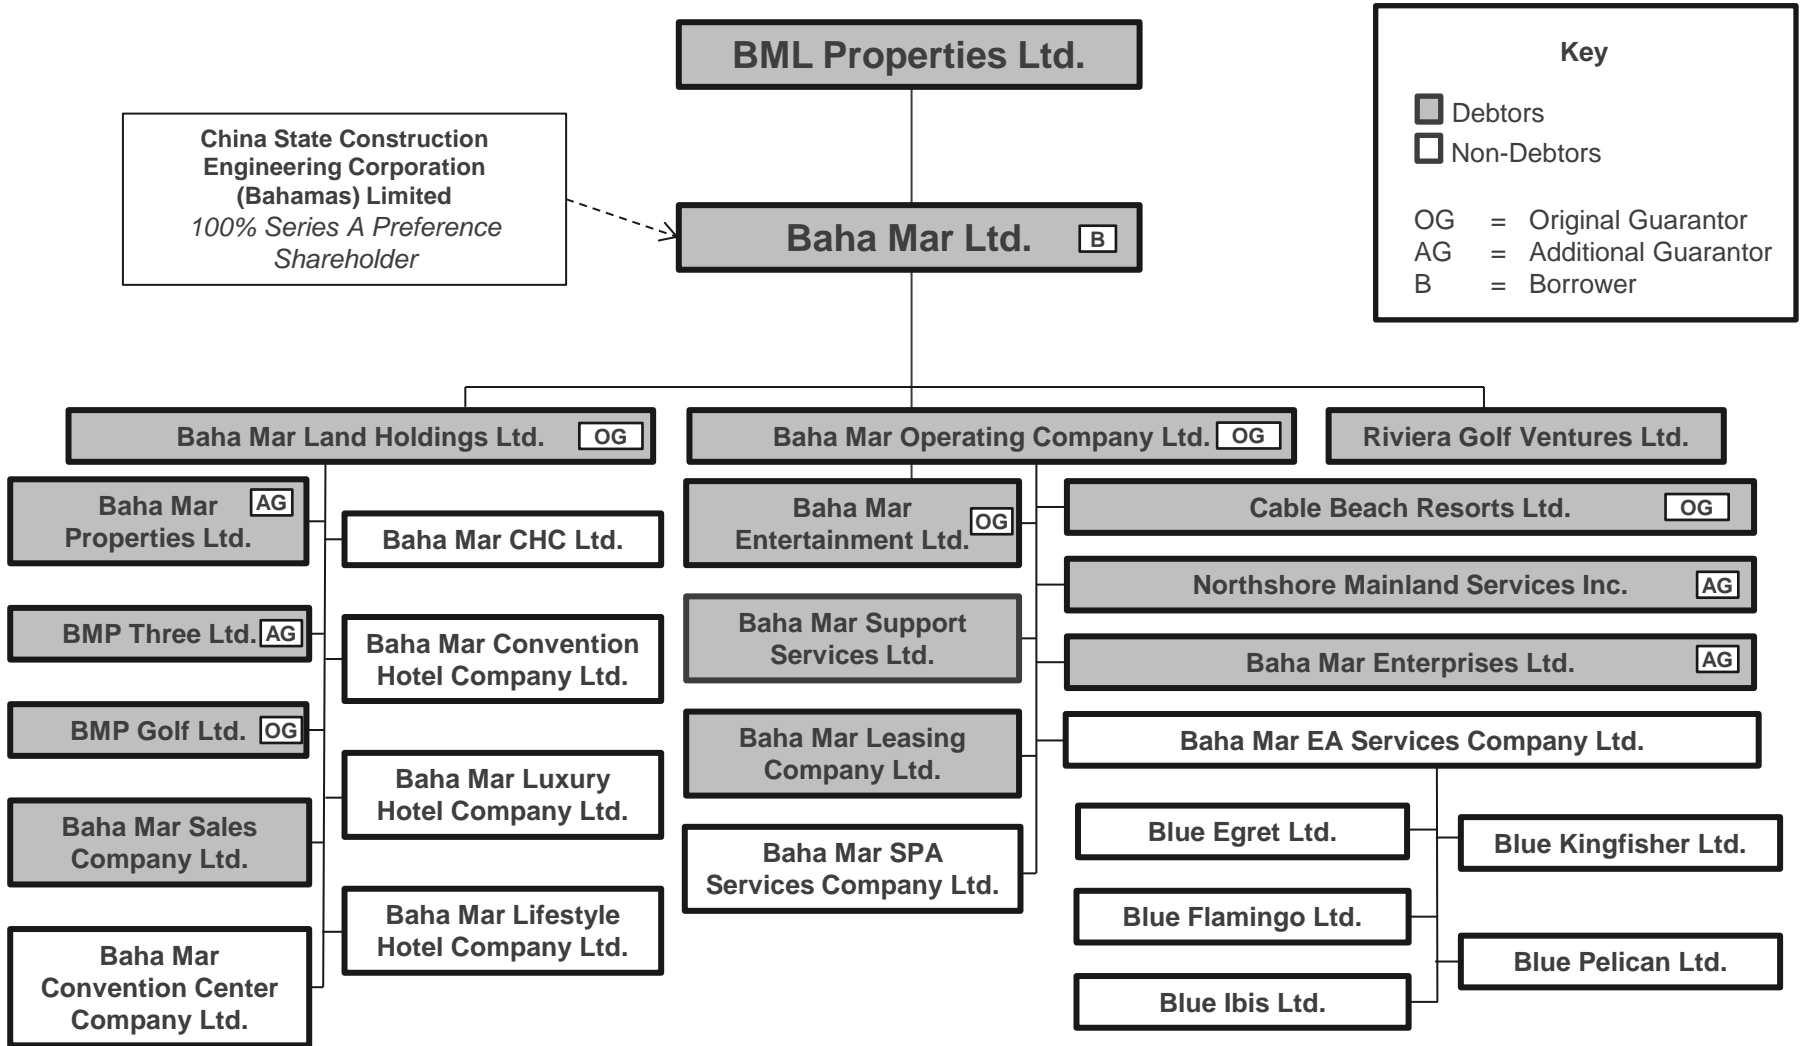 BML Properties Ltd.
Key
Debtors
Non-Debtors
OG = Original Guarantor
AG = Additional Guarantor
B = Borrower
China State Construction
Engineering Corporation
(Bahamas) Limited
100% Series A Preference
Shareholder
Baha Mar Ltd. B
Baha Mar Land Holdings Ltd. OG
Baha Mar Operating Company Ltd. OG
Riviera Golf Ventures Ltd.
Baha Mar AG
Properties Ltd.
BMP Three Ltd. AG
BMP Golf Ltd. OG
Baha Mar Sales
Company Ltd.
Baha Mar
Convention Center
Company Ltd.
Baha Mar CHC Ltd.
Baha Mar Convention
Hotel Company Ltd.
Baha Mar Luxury
Hotel Company Ltd.
Baha Mar Lifestyle
Hotel Company Ltd.
Baha Mar
Entertainment Ltd. OG
Baha Mar Support
Services Ltd.
Baha Mar Leasing
Company Ltd.
Baha Mar SPA
Services Company Ltd.
Cable Beach Resorts Ltd. OG
Northshore Mainland Services Inc. AG
Baha Mar Enterprises Ltd. AG
Baha Mar EA Services Company Ltd.
Blue Egret Ltd.
Blue Kingfisher Ltd.
Blue Flamingo Ltd.
Blue Pelican Ltd.
Blue Ibis Ltd.